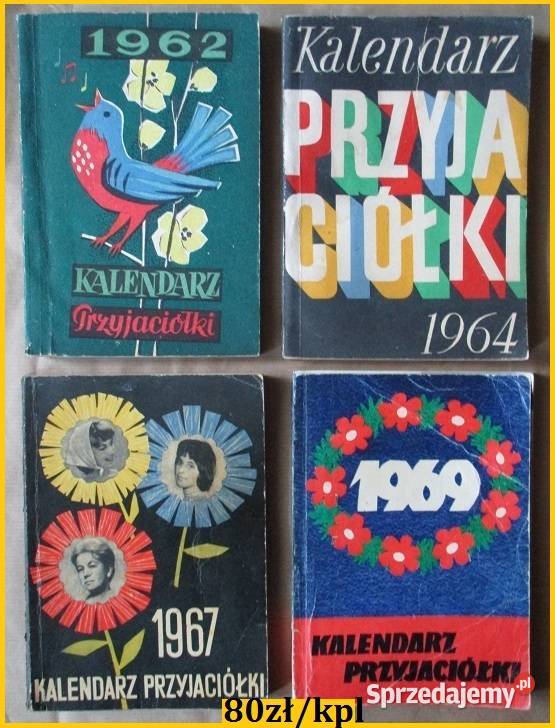 1962
KALENDARZ
Przyjaciółki
Kalendarz
PRZYJA
CIÓŁKI
1964
1967
KALENDARZ PRZYJACIÓŁKI
1969
KALENDARZ
PRZYJACIÓŁKI
Sprzedajemy.pl
80zł/kpl